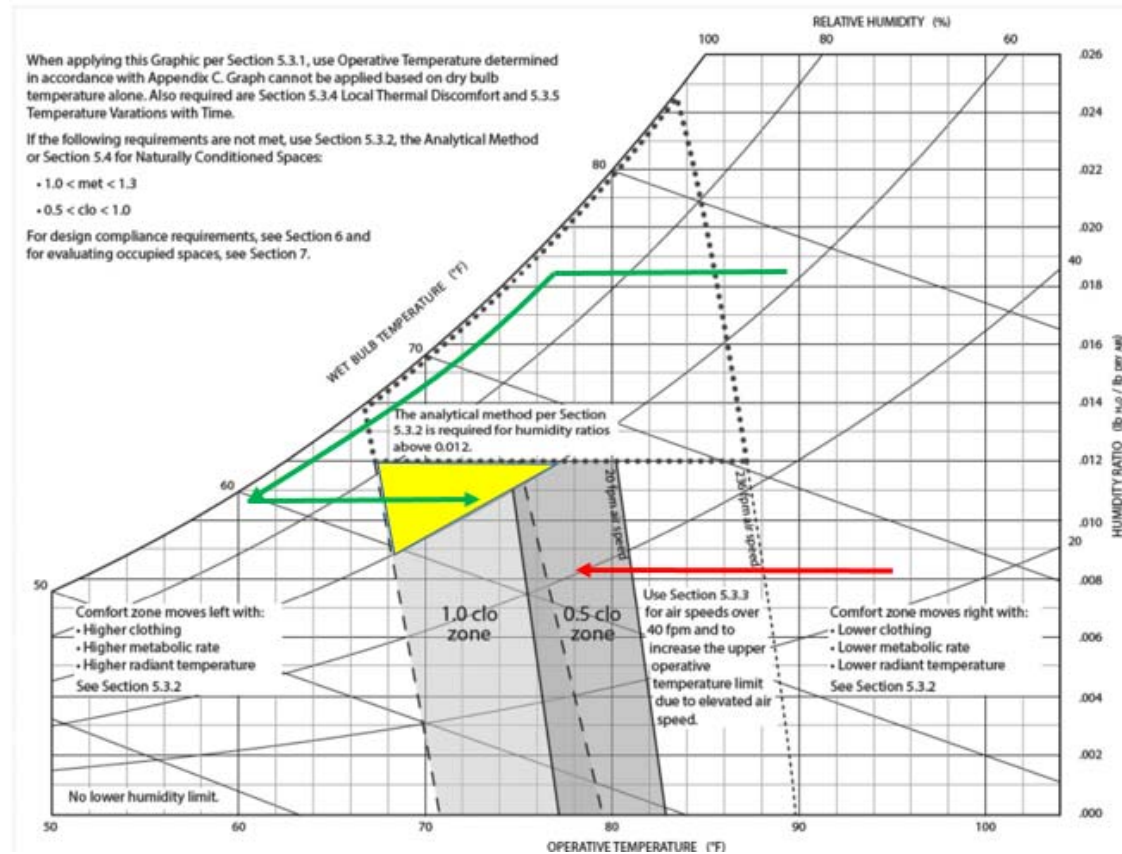 RELATIVE HUMIDITY (%)
100
80
60
When applying this Graphic per Section 5.3.1, use Operative Temperature determined
in accordance with Appendix C. Graph cannot be applied based on dry bulb
temperature alone. Also required are Section 5.3.4 Local Thermal Discomfort and 5.3.5
Temperature Varations with Time.
If the following requirements are not met, use Section 5.3.2, the Analytical Method
or Section 5.4 for Naturally Conditioned Spaces:
• 1.0 < met < 1.3
• 0.5 < clo < 1.0
For design compliance requirements, see Section 6 and
for evaluating occupied spaces, see Section 7.
.026
.024
.022
.020
.018
.016
.014
.012
.010
.008
.006
.004
.002
.000
HUMIDITY RATIO (lb H₂O / lb DRY AIR)
40
20
WET BULB TEMPERATURE (°F)
80
70
60
50
The analytical method per Section
5.3.2 is required for humidity ratios
above 0.012.
20 fpm air speed
230 fpm air speed
1.0 clo
zone
0.5 clo
zone
Comfort zone moves left with:
• Higher clothing
• Higher metabolic rate
• Higher radiant temperature
See Section 5.3.2
Use Section 5.3.3
for air speeds over
40 fpm and to
increase the upper
operative
temperature limit
due to elevated air
speed.
Comfort zone moves right with:
• Lower clothing
• Lower metabolic rate
• Lower radiant temperature
See Section 5.3.2
No lower humidity limit.
50
60
70
80
90
100
OPERATIVE TEMPERATURE (°F)